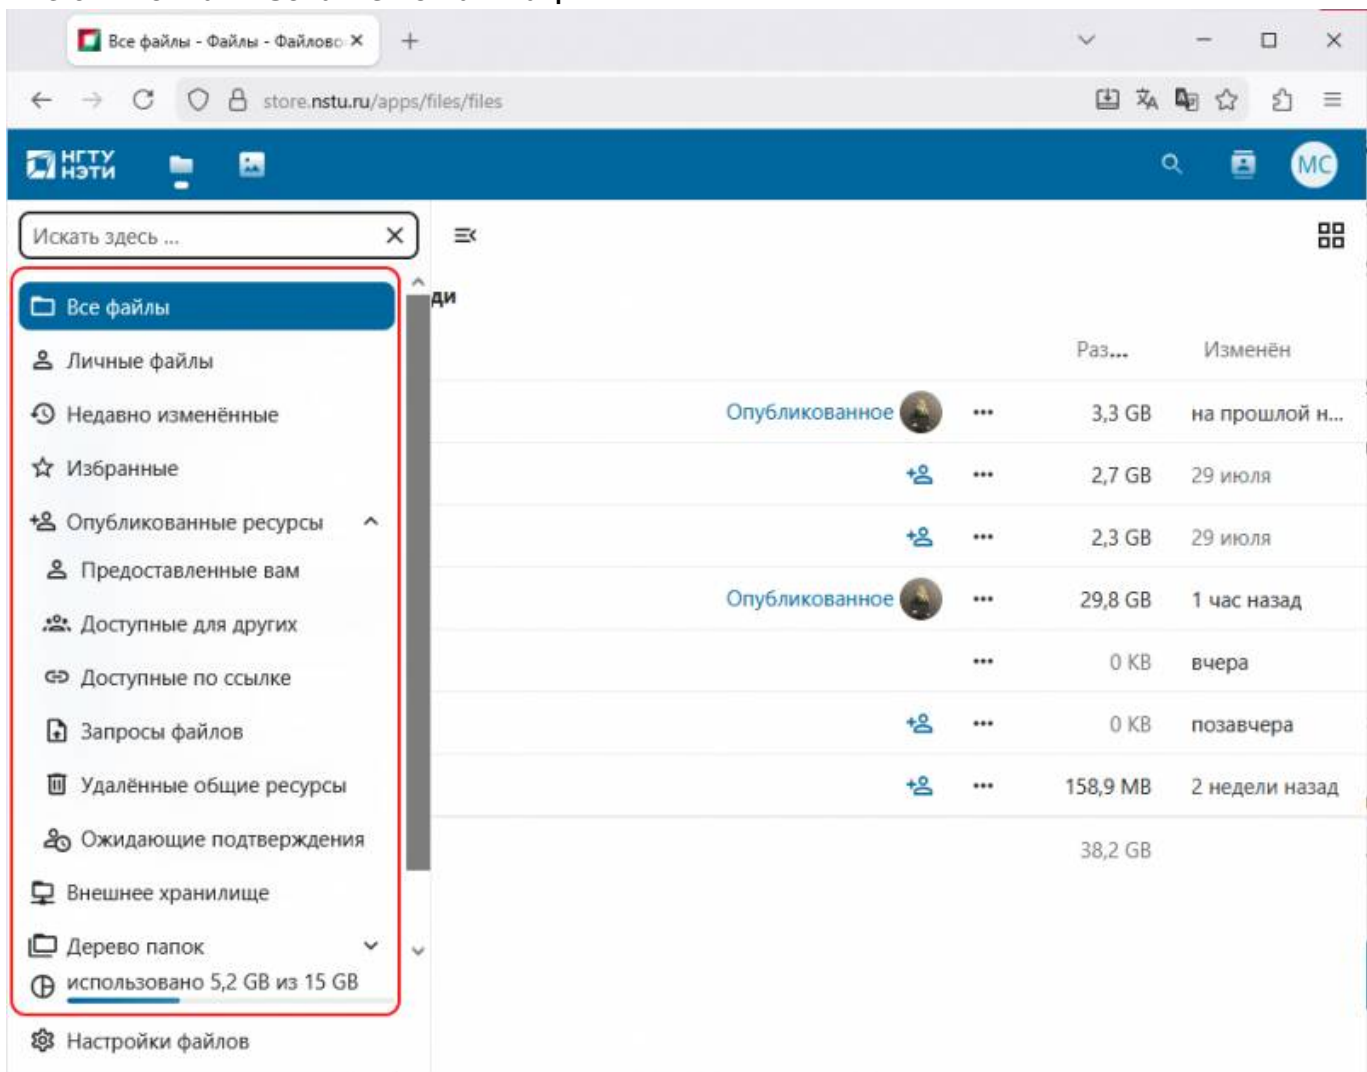 Все файлы - Файлы - Файлово
store.nstu.ru/apps/files/files
НГТУ
НЭТИ
МС
Искать здесь ...
Все файлы
ди
Раз... Изменён
Личные файлы
Недавно изменённые
Опубликованное ... 3,3 GB на прошлой н...
Избранные
... 2,7 GB 29 июля
Опубликованные ресурсы
... 2,3 GB 29 июля
Предоставленные вам
Опубликованное ... 29,8 GB 1 час назад
Доступные для других
Доступные по ссылке
... 0 KB вчера
Запросы файлов
... 0 KB позавчера
Удалённые общие ресурсы
... 158,9 MB 2 недели назад
Ожидающие подтверждения
38,2 GB
Внешнее хранилище
Дерево папок
использовано 5,2 GB из 15 GB
Настройки файлов